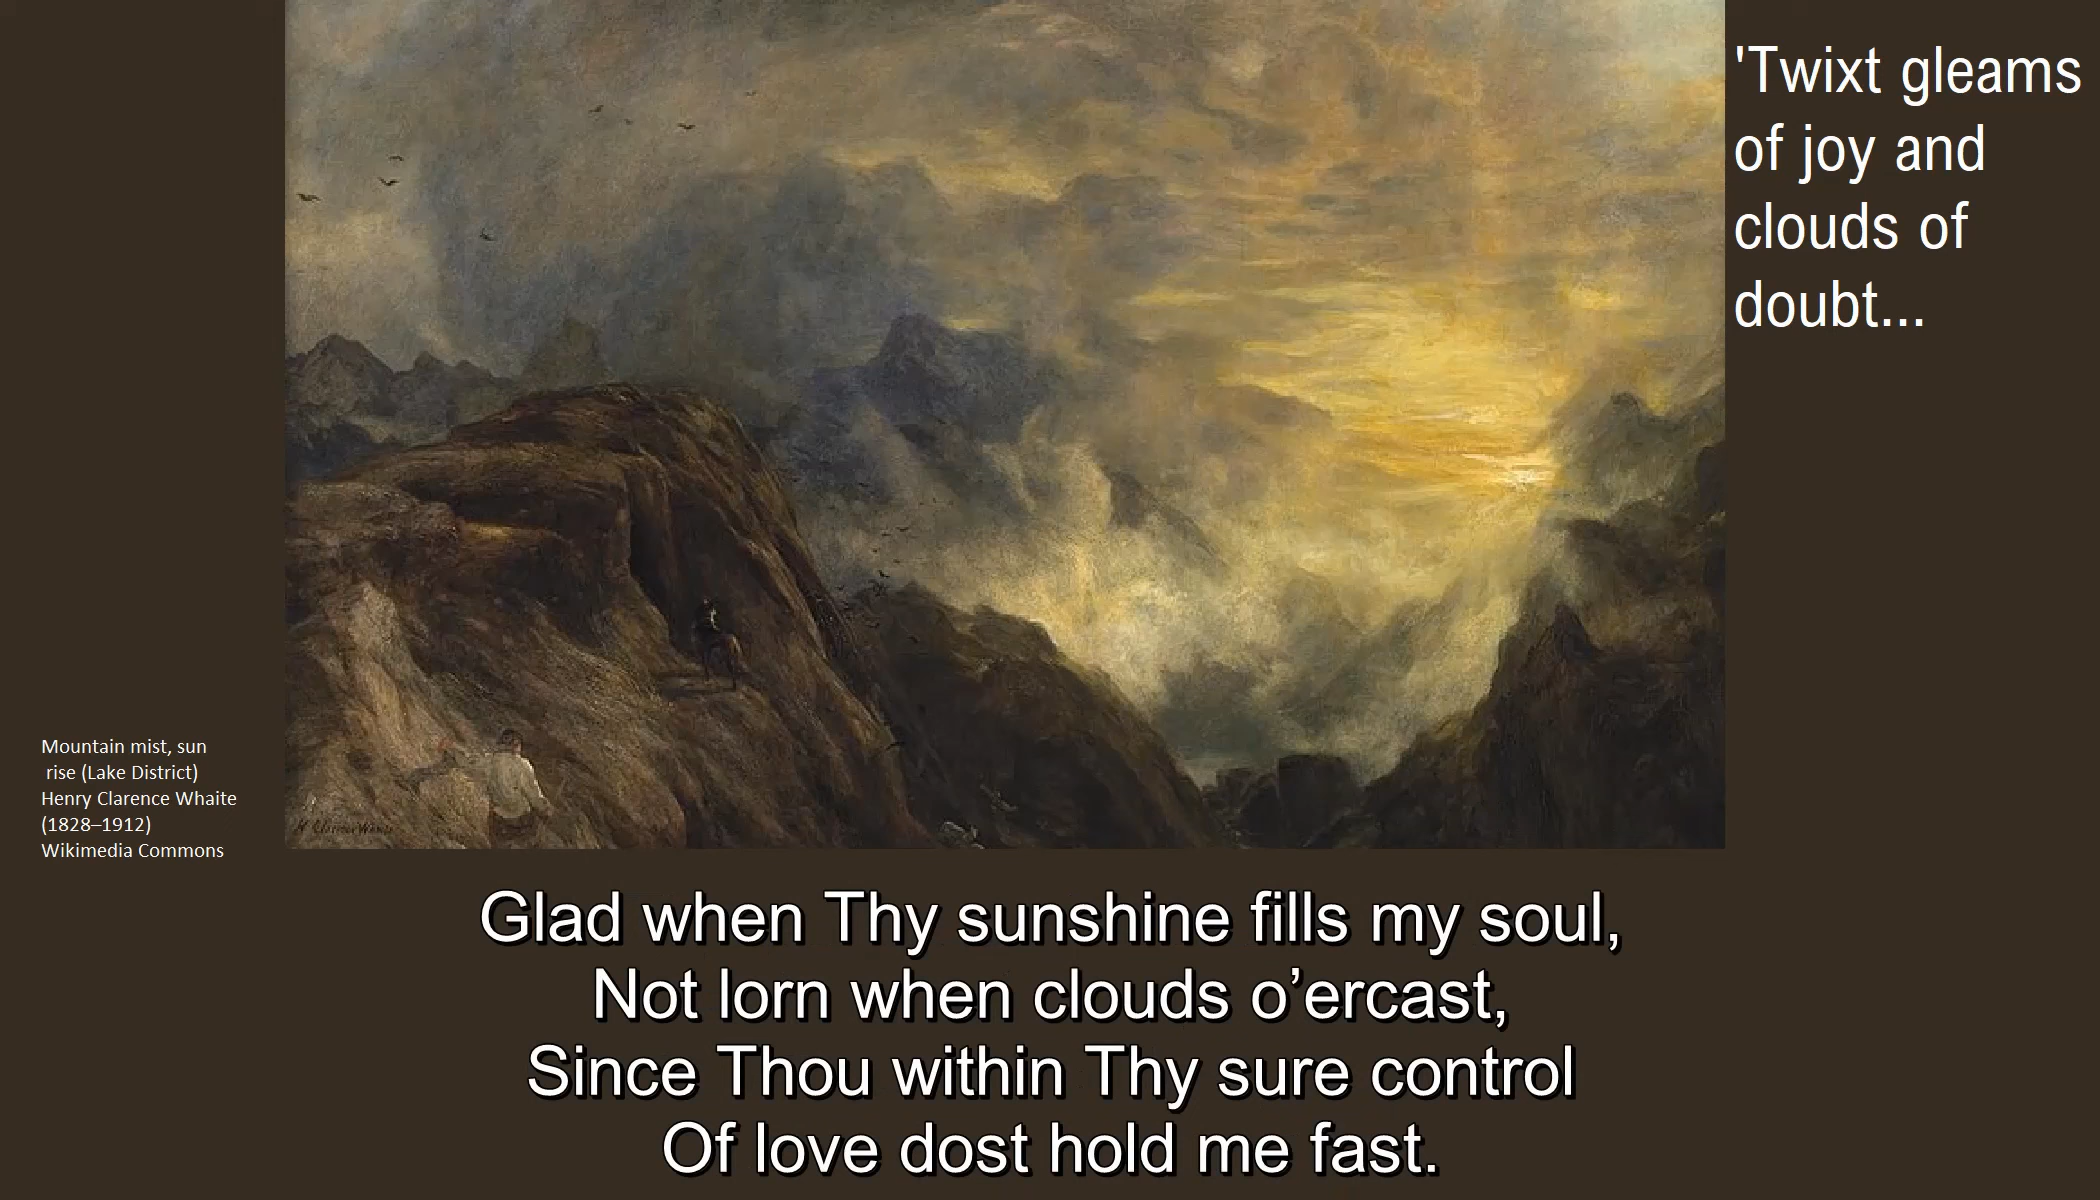 'Twixt gleams
of joy and
clouds of
doubt...
Mountain mist, sun
rise (Lake District)
Henry Clarence Whaite
(1828–1912)
Wikimedia Commons
Glad when Thy sunshine fills my soul,
Not lorn when clouds o’ercast,
Since Thou within Thy sure control
Of love dost hold me fast.